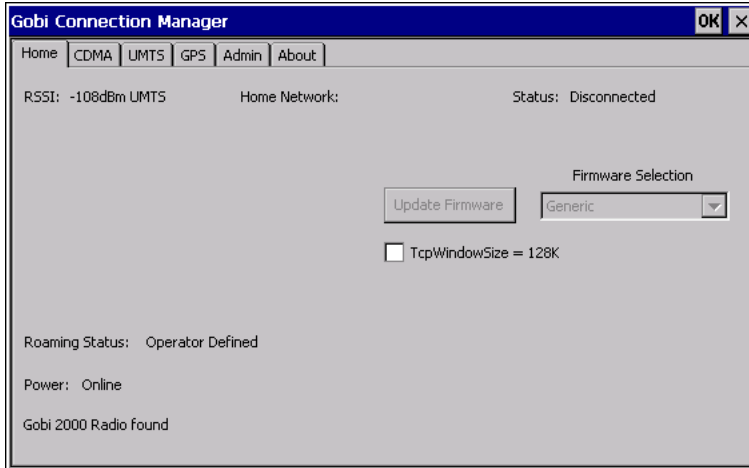 Gobi Connection Manager OK ×
Home CDMA UMTS GPS Admin About
RSSI: -108dBm UMTS Home Network: Status: Disconnected
Firmware Selection
Update Firmware Generic
TcpWindowSize = 128K
Roaming Status: Operator Defined
Power: Online
Gobi 2000 Radio found